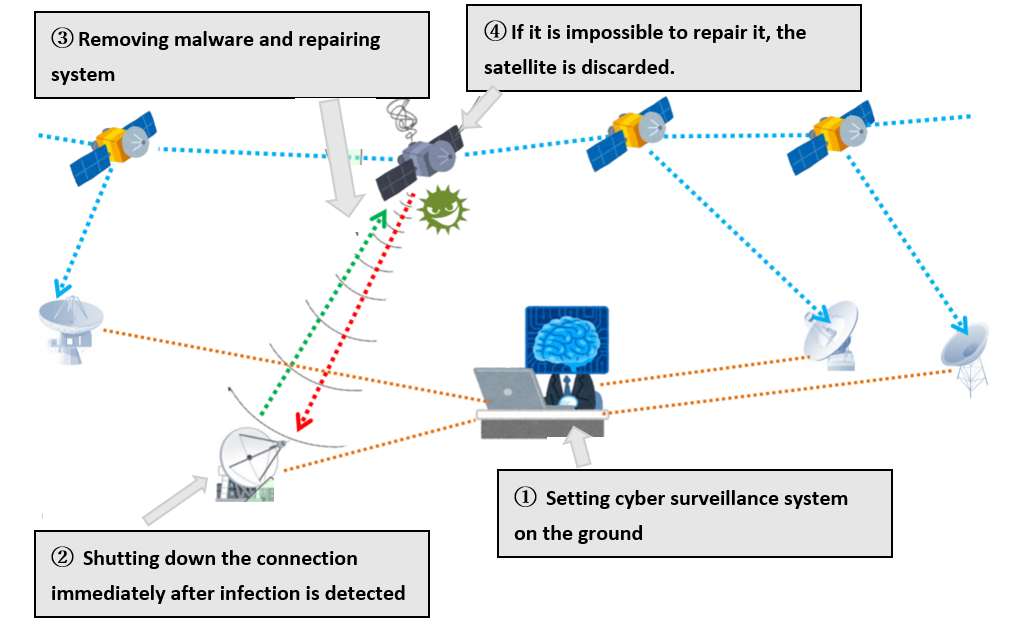 ③ Removing malware and repairing
system
④ If it is impossible to repair it, the
satellite is discarded.
① Setting cyber surveillance system
on the ground
② Shutting down the connection
immediately after infection is detected